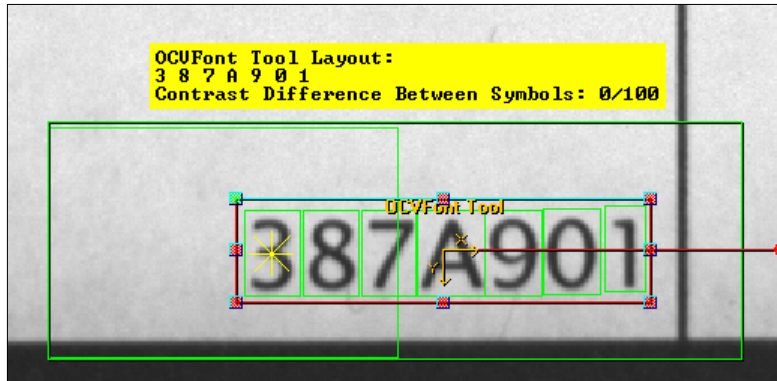 OCVFont Tool Layout:
3 8 7 A 9 0 1
Contrast Difference Between Symbols: 0/100
OCVFont Tool
387A901
X
Y